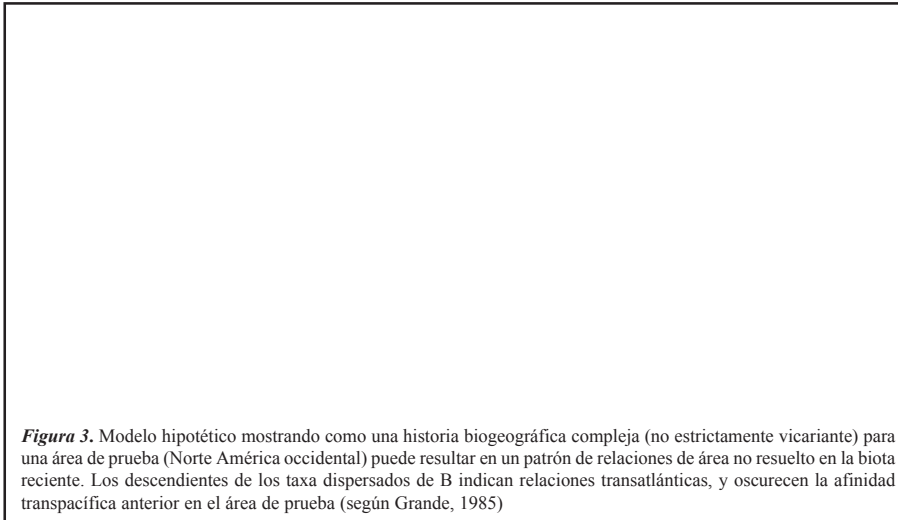 Figura 3. Modelo hipotético mostrando como una historia biogeográfica compleja (no estrictamente vicariante) para
una área de prueba (Norte América occidental) puede resultar en un patrón de relaciones de área no resuelto en la biota
reciente. Los descendientes de los taxa dispersados de B indican relaciones transatlánticas, y oscurecen la afinidad
transpacífica anterior en el área de prueba (según Grande, 1985)